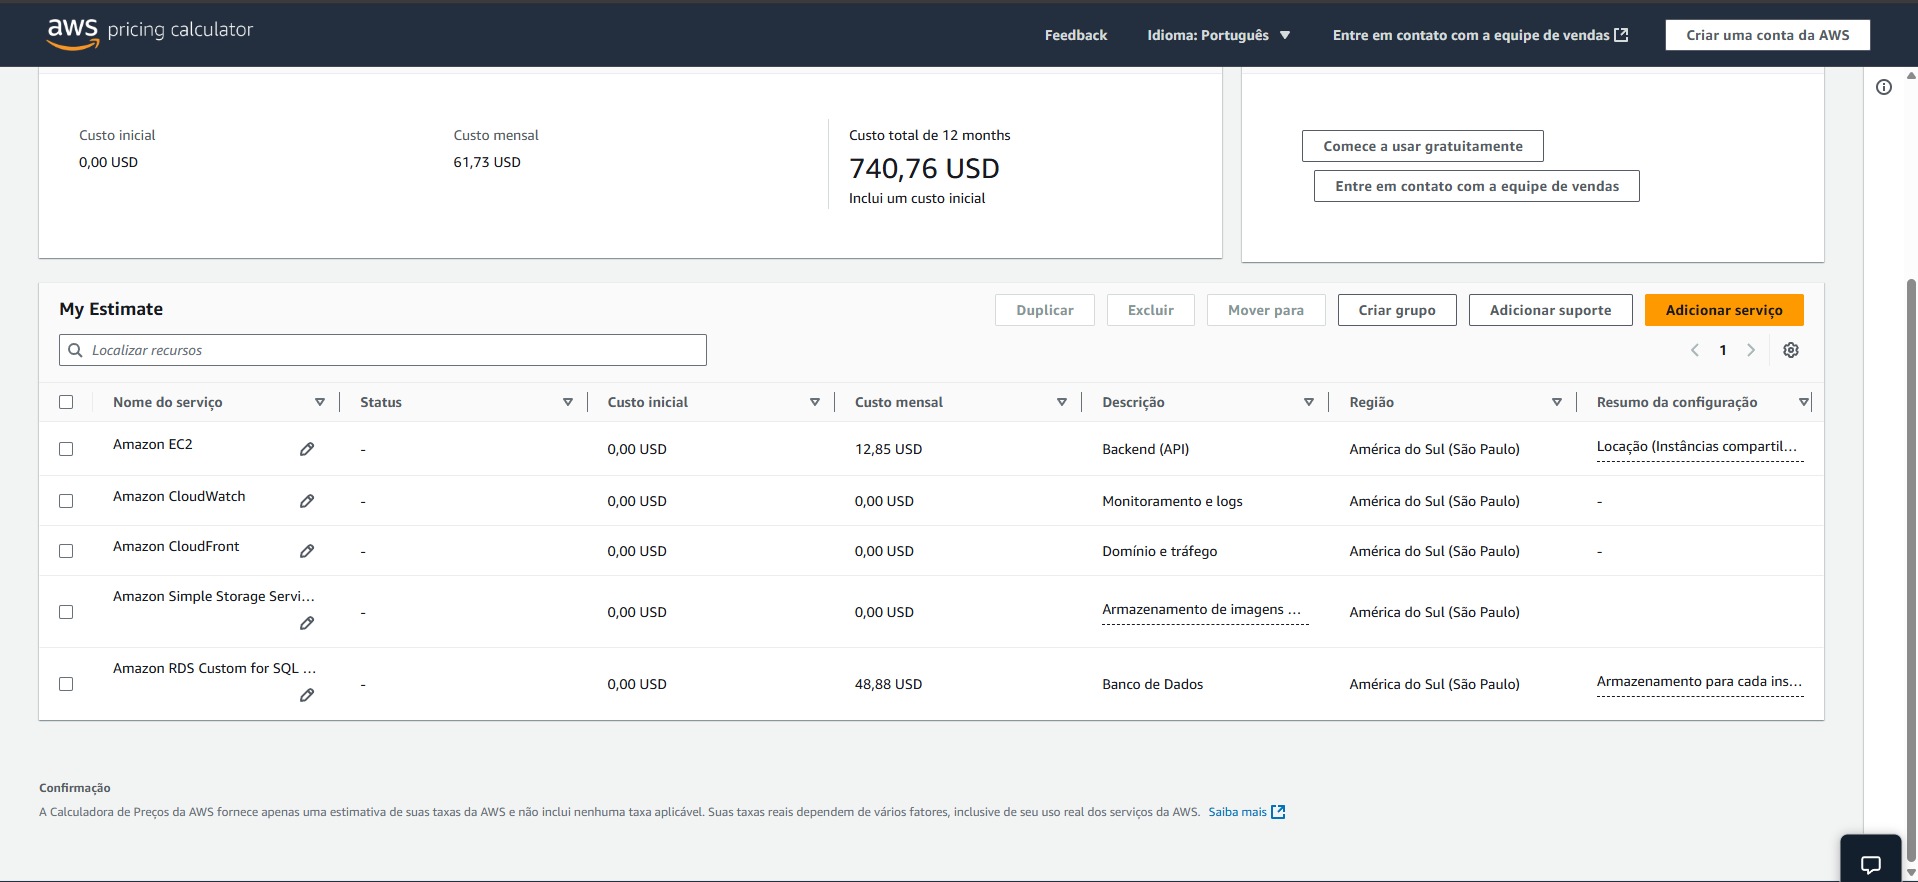 aws pricing calculator
Feedback
Idioma: Português
Entre em contato com a equipe de vendas
Criar uma conta da AWS
Custo inicial
0,00 USD
Custo mensal
61,73 USD
Custo total de 12 months
740,76 USD
Inclui um custo inicial
Comece a usar gratuitamente
Entre em contato com a equipe de vendas
My Estimate
Duplicar
Excluir
Mover para
Criar grupo
Adicionar suporte
Adicionar serviço
Localizar recursos
1
Nome do serviço Status Custo inicial Custo mensal Descrição Região Resumo da configuração
Amazon EC2 - 0,00 USD 12,85 USD Backend (API) América do Sul (São Paulo) Locação (Instâncias compartil...
Amazon CloudWatch - 0,00 USD 0,00 USD Monitoramento e logs América do Sul (São Paulo) -
Amazon CloudFront - 0,00 USD 0,00 USD Domínio e tráfego América do Sul (São Paulo) -
Amazon Simple Storage Servi... - 0,00 USD 0,00 USD Armazenamento de imagens ... América do Sul (São Paulo)
Amazon RDS Custom for SQL ... - 0,00 USD 48,88 USD Banco de Dados América do Sul (São Paulo) Armazenamento para cada ins...
Confirmação
A Calculadora de Preços da AWS fornece apenas uma estimativa de suas taxas da AWS e não inclui nenhuma taxa aplicável. Suas taxas reais dependem de vários fatores, inclusive de seu uso real dos serviços da AWS. Saiba mais